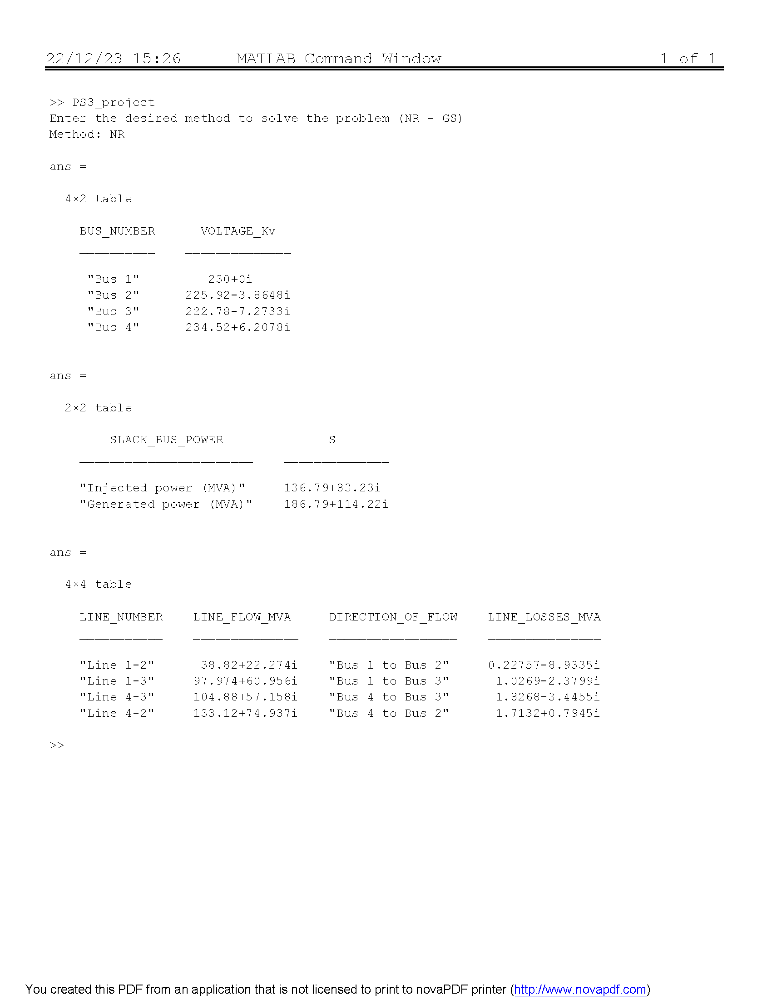 22/12/23 15:26 MATLAB Command Window 1 of 1
>> PS3_project
Enter the desired method to solve the problem (NR - GS)
Method: NR
ans =
4×2 table
BUS_NUMBER VOLTAGE_Kv
__________ ______________
"Bus 1" 230+0i
"Bus 2" 225.92-3.8648i
"Bus 3" 222.78-7.2733i
"Bus 4" 234.52+6.2078i
ans =
2×2 table
SLACK_BUS_POWER S
_______________________ ______________
"Injected power (MVA)" 136.79+83.23i
"Generated power (MVA)" 186.79+114.22i
ans =
4×4 table
LINE_NUMBER LINE_FLOW_MVA DIRECTION_OF_FLOW LINE_LOSSES_MVA
___________ ______________ _________________ _______________
"Line 1-2" 38.82+22.274i "Bus 1 to Bus 2" 0.22757-8.9335i
"Line 1-3" 97.974+60.956i "Bus 1 to Bus 3" 1.0269-2.3799i
"Line 4-3" 104.88+57.158i "Bus 4 to Bus 3" 1.8268-3.4455i
"Line 4-2" 133.12+74.937i "Bus 4 to Bus 2" 1.7132+0.7945i
>>
You created this PDF from an application that is not licensed to print to novaPDF printer (http://www.novapdf.com)